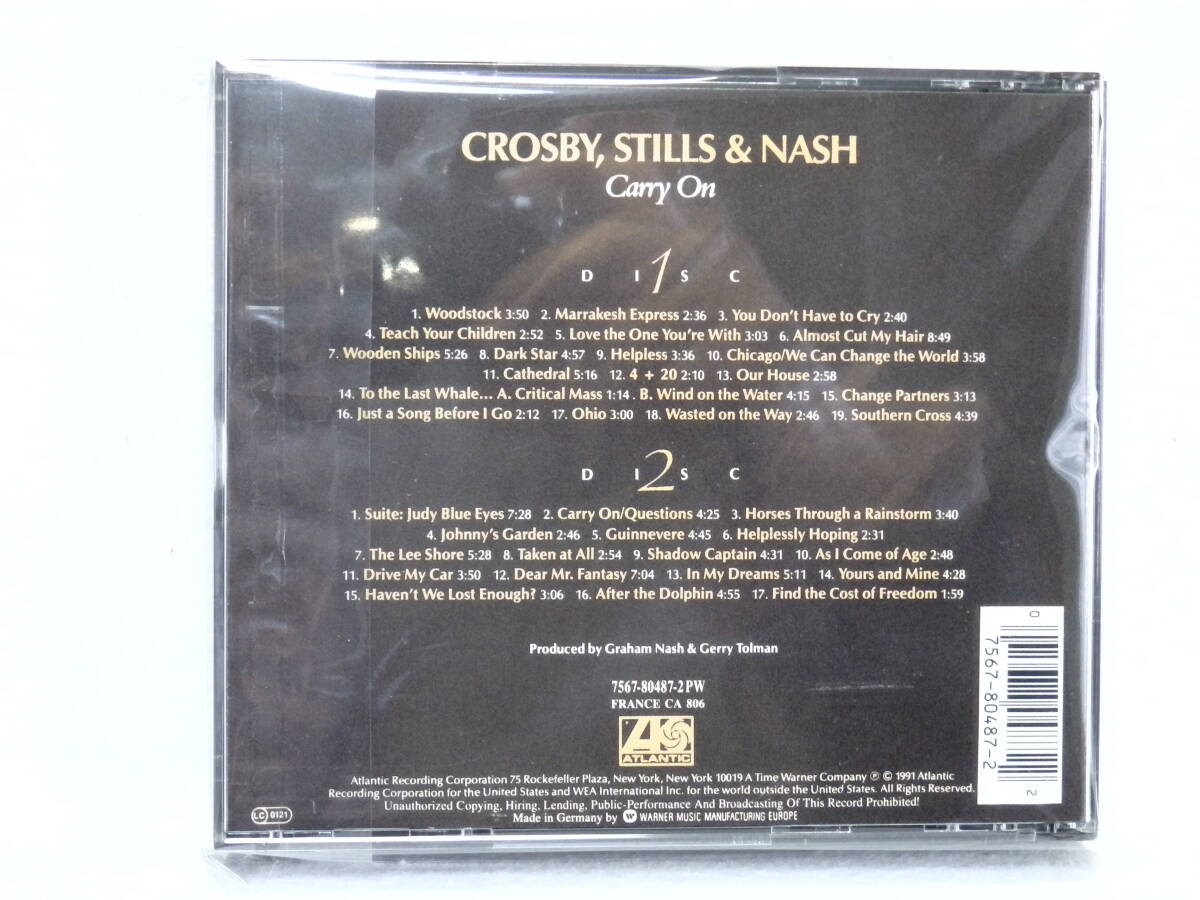 CROSBY, STILLS & NASH
Carry On
DISC 1
1. Woodstock 3:50 2. Marrakesh Express 2:36 3. You Don't Have to Cry 2:40
4. Teach Your Children 2:52 5. Love the One You're With 3:03 6. Almost Cut My Hair 8:49
7. Wooden Ships 5:26 8. Dark Star 4:57 9. Helpless 3:36 10. Chicago/We Can Change the World 3:58
11. Cathedral 5:16 12. 4 + 20 2:10 13. Our House 2:58
14. To the Last Whale... A. Critical Mass 1:14 . B. Wind on the Water 4:15 15. Change Partners 3:13
16. Just a Song Before I Go 2:12 17. Ohio 3:00 18. Wasted on the Way 2:46 19. Southern Cross 4:39
DISC 2
1. Suite: Judy Blue Eyes 7:28 2. Carry On/Questions 4:25 3. Horses Through a Rainstorm 3:40
4. Johnny's Garden 2:46 5. Guinnevere 4:45 6. Helplessly Hoping 2:31
7. The Lee Shore 5:28 8. Taken at All 2:54 9. Shadow Captain 4:31 10. As I Come of Age 2:48
11. Drive My Car 3:50 12. Dear Mr. Fantasy 7:04 13. In My Dreams 5:11 14. Yours and Mine 4:28
15. Haven't We Lost Enough? 3:06 16. After the Dolphin 4:55 17. Find the Cost of Freedom 1:59
Produced by Graham Nash & Gerry Tolman
7567-80487-2 PW
FRANCE CA 806
ATLANTIC
Atlantic Recording Corporation 75 Rockefeller Plaza, New York, New York 10019 A Time Warner Company ℗ © 1991 Atlantic
Recording Corporation for the United States and WEA International Inc. for the world outside the United States. All Rights Reserved.
Unauthorized Copying, Hiring, Lending, Public-Performance And Broadcasting Of This Record Prohibited!
Made in Germany by WARNER MUSIC MANUFACTURING EUROPE
LC 0121
0 7567-80487-2 2